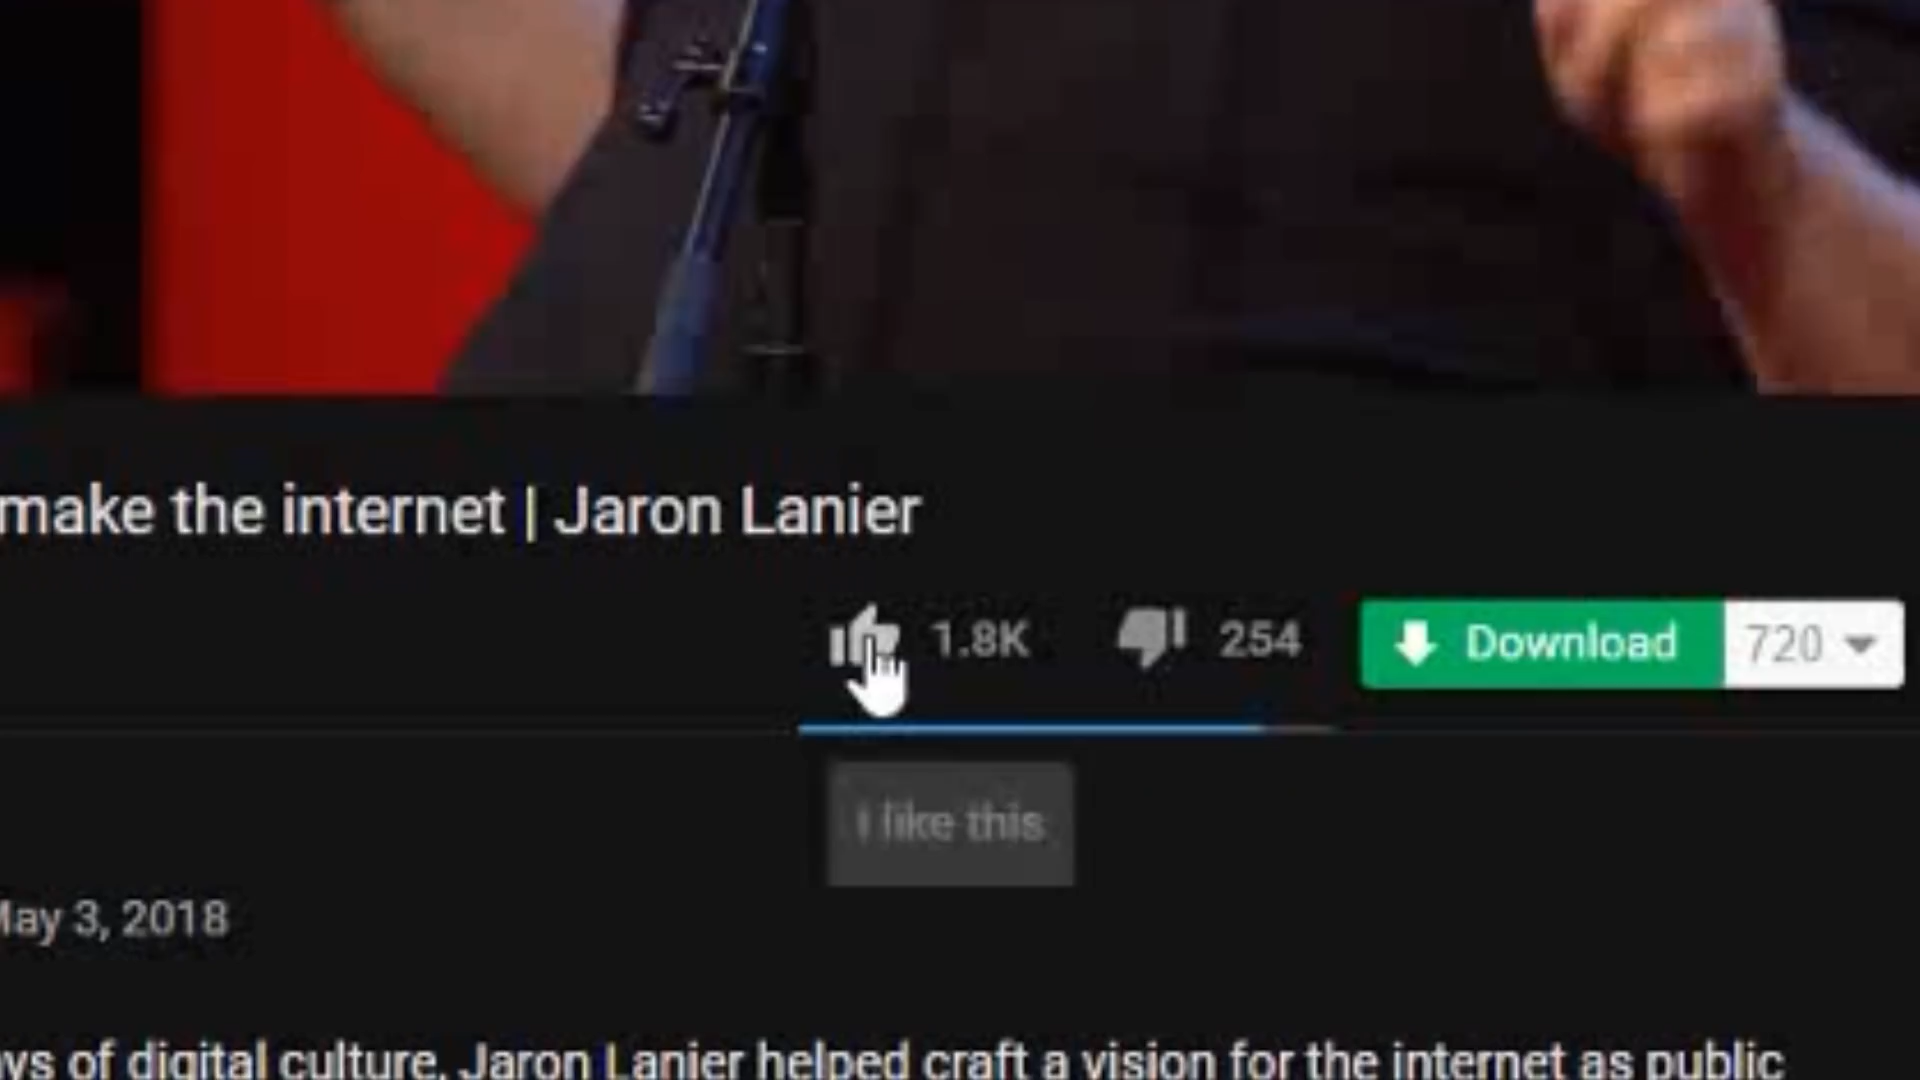 make the internet | Jaron Lanier
1.8K 254 Download 720
I like this
May 3, 2018
of digital culture, Jaron Lanier helped craft a vision for the internet as public